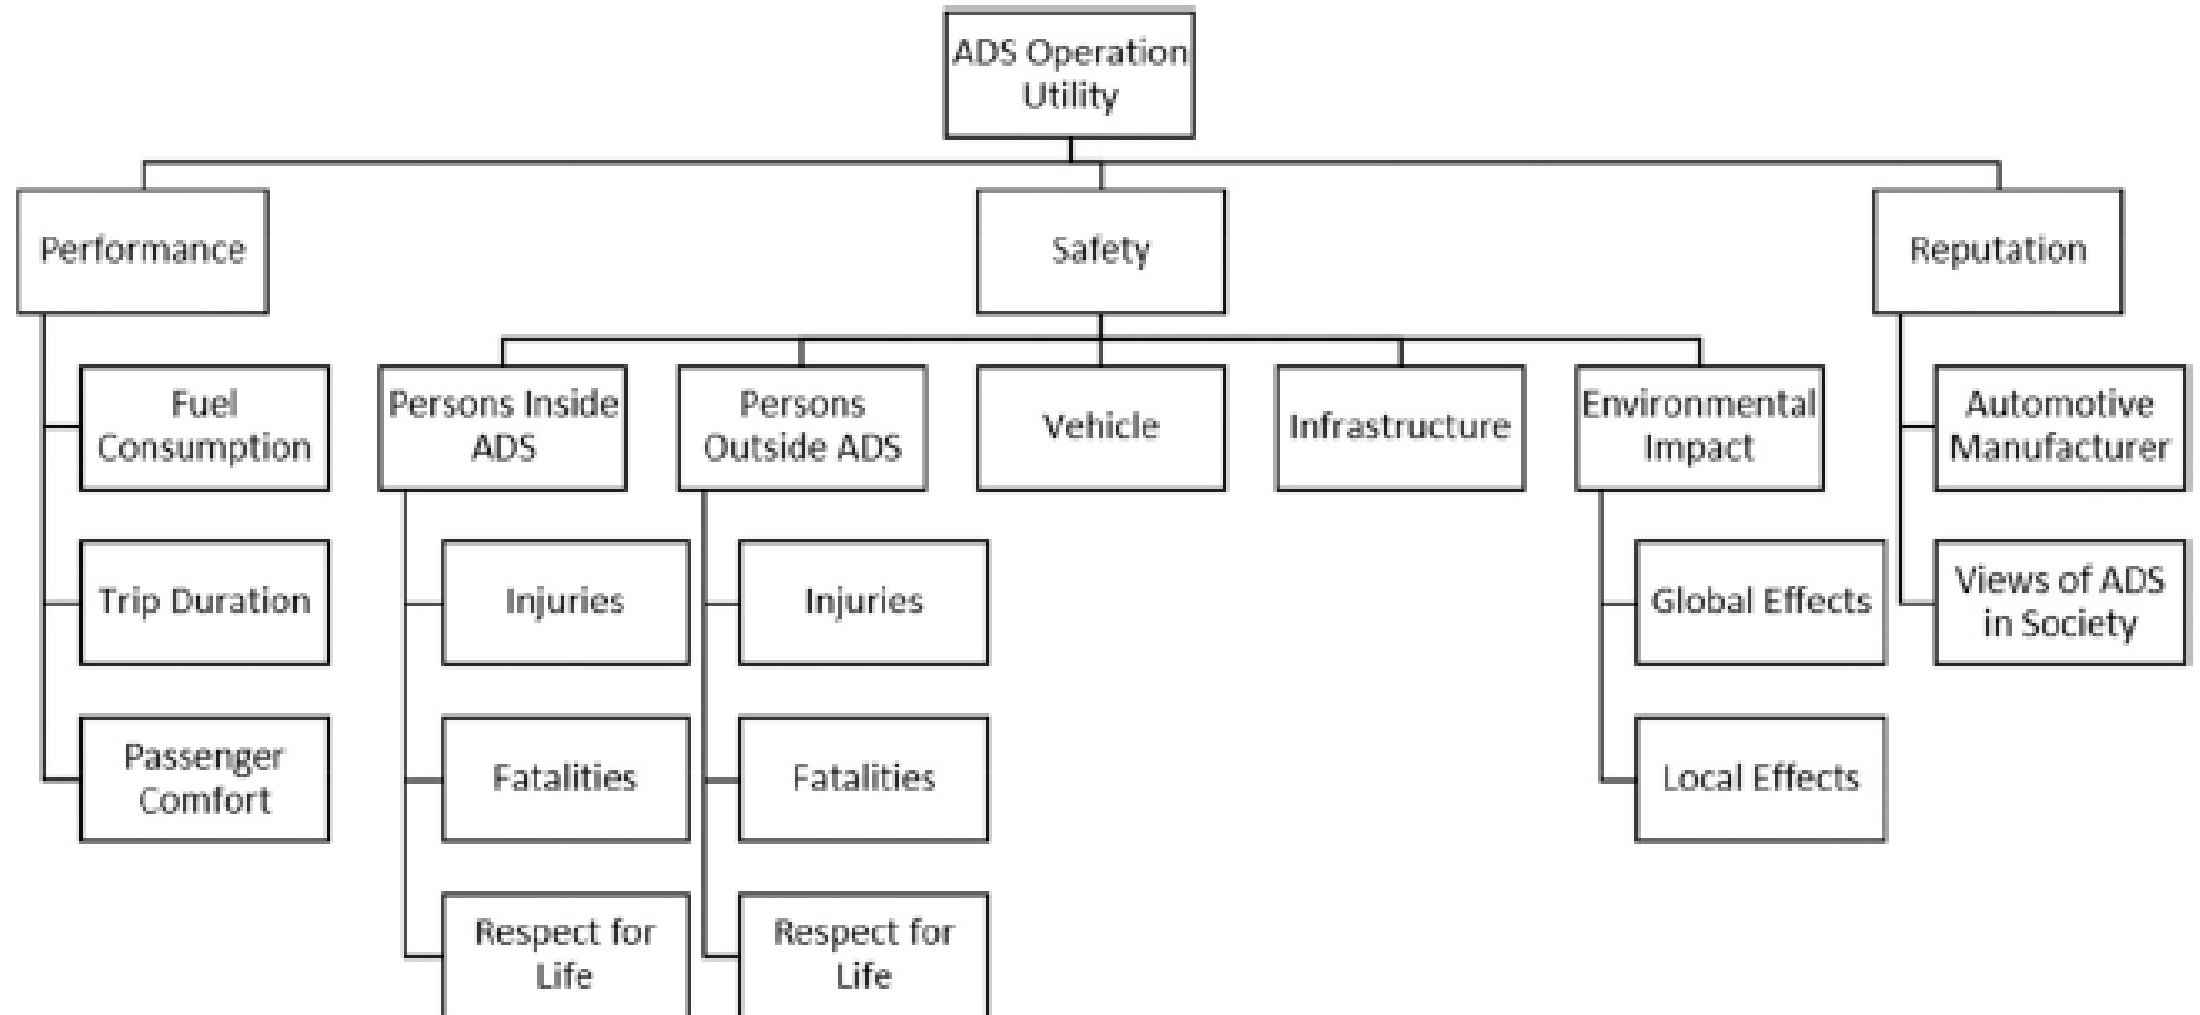 ADS Operation
Utility
Performance
Safety
Reputation
Fuel
Consumption
Persons Inside
ADS
Persons
Outside ADS
Vehicle
Infrastructure
Environmental
Impact
Automotive
Manufacturer
Trip Duration
Injuries
Injuries
Global Effects
Views of ADS
in Society
Passenger
Comfort
Fatalities
Fatalities
Local Effects
Respect for
Life
Respect for
Life